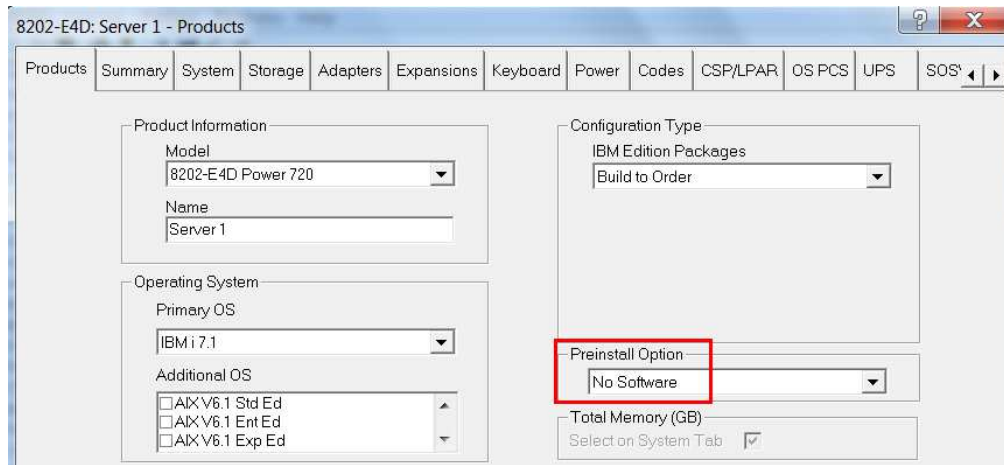 8202-E4D: Server 1 - Products
Products Summary System Storage Adapters Expansions Keyboard Power Codes CSP/LPAR OS PCS UPS SOS
Product Information
Model
8202-E4D Power 720
Name
Server 1
Operating System
Primary OS
IBM i 7.1
Additional OS
AIX V6.1 Std Ed
AIX V6.1 Ent Ed
AIX V6.1 Exp Ed
Configuration Type
IBM Edition Packages
Build to Order
Preinstall Option
No Software
Total Memory (GB)
Select on System Tab